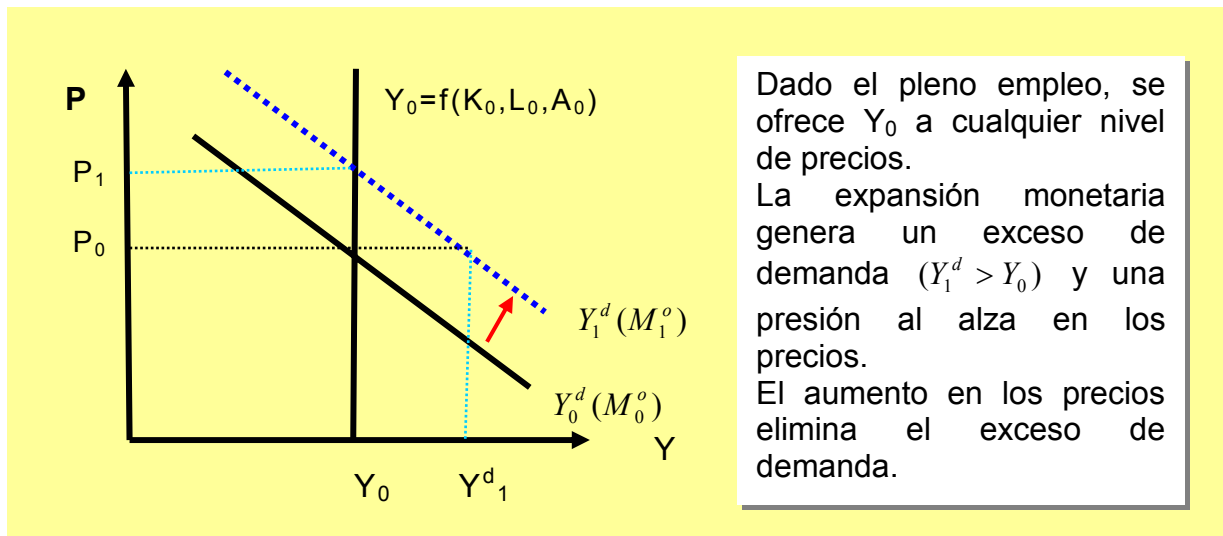 P
Y₀=f(K₀,L₀,A₀)
P₁
P₀
Y₁ᵈ(M₁ᵒ)
Y₀ᵈ(M₀ᵒ)
Y
Y₀
Yᵈ₁
Dado el pleno empleo, se
ofrece Y₀ a cualquier nivel
de precios.
La expansión monetaria
genera un exceso de
demanda (Y₁ᵈ > Y₀) y una
presión al alza en los
precios.
El aumento en los precios
elimina el exceso de
demanda.